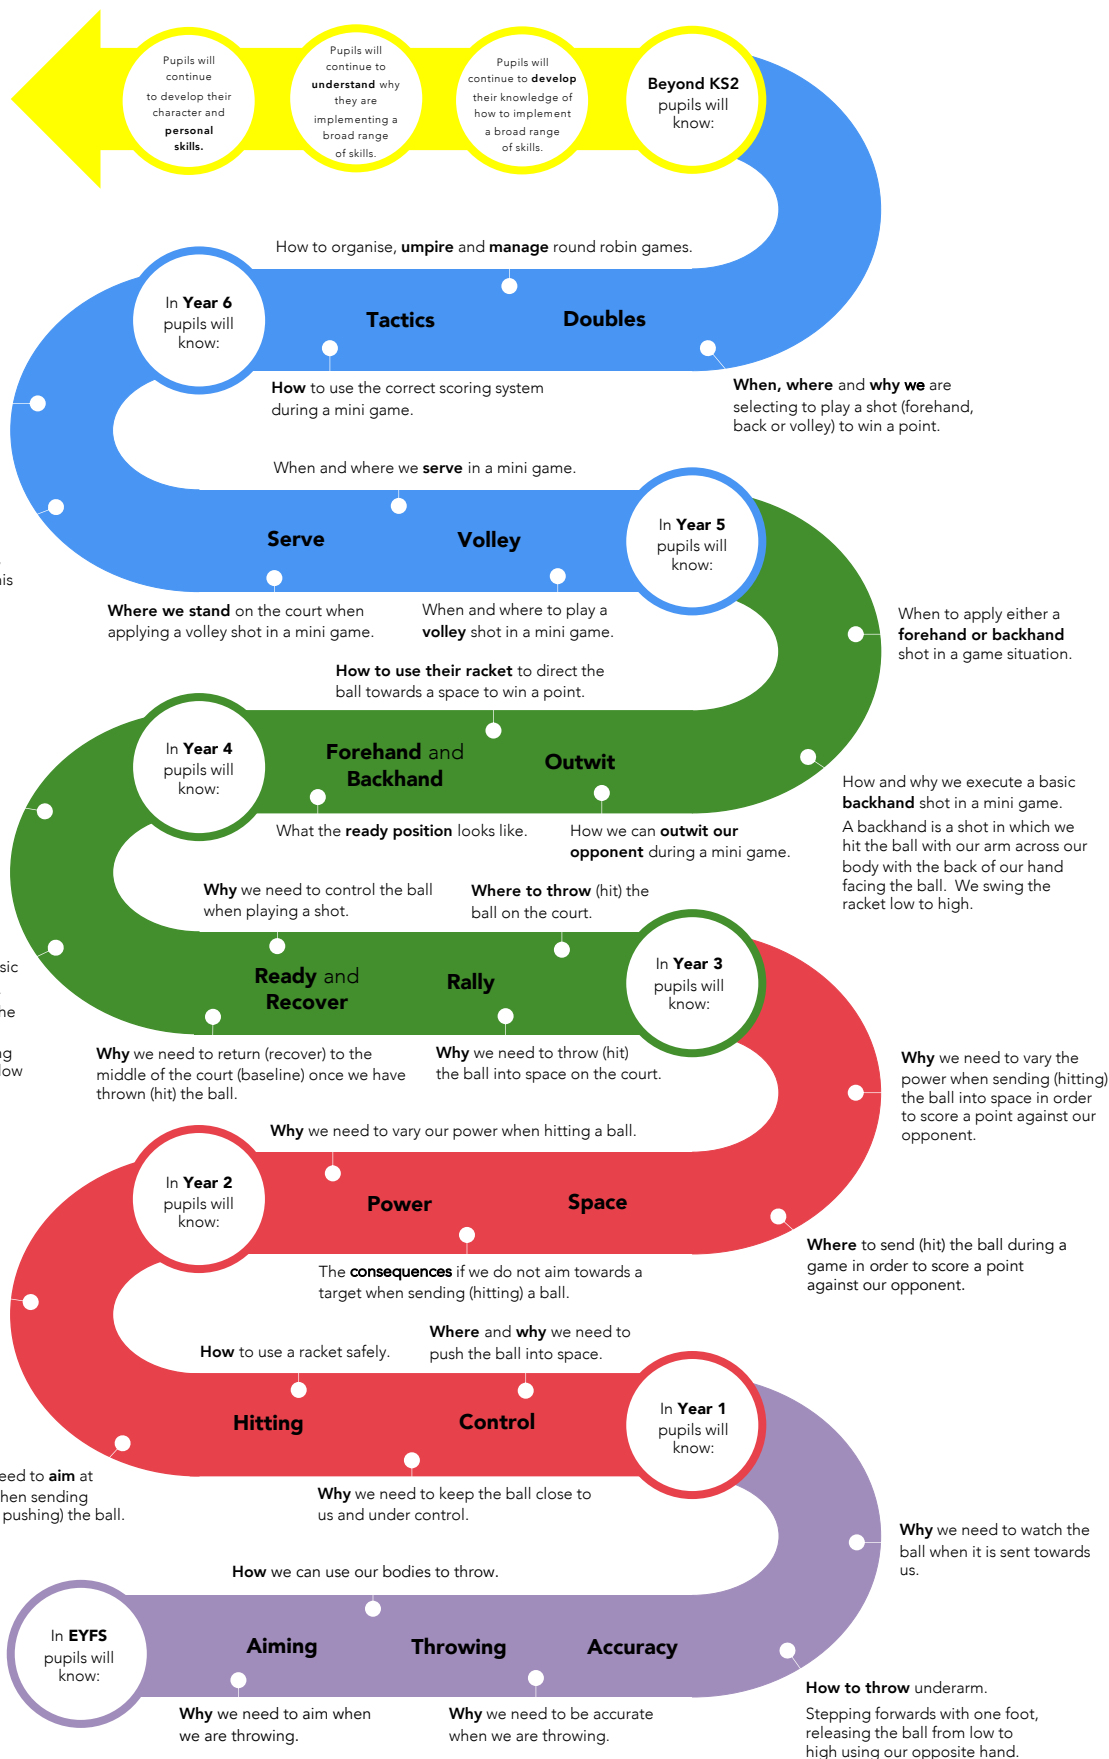 Pupils will
continue
to develop their
character and
personal
skills.
Pupils will
continue to
understand why
they are
implementing a
broad range
of skills.
Pupils will
continue to develop
their knowledge of
how to implement
a broad range
of skills.
Beyond KS2
pupils will
know:
How to organise, umpire and manage round robin games.
In Year 6
pupils will
know:
Tactics
Doubles
How to use the correct scoring system
during a mini game.
When, where and why we are
selecting to play a shot (forehand,
back or volley) to win a point.
When and where we serve in a mini game.
Serve
Volley
In Year 5
pupils will
know:
Where we stand on the court when
applying a volley shot in a mini game.
When and where to play a
volley shot in a mini game.
When to apply either a
forehand or backhand
shot in a game situation.
How to use their racket to direct the
ball towards a space to win a point.
In Year 4
pupils will
know:
Forehand and
Backhand
Outwit
What the ready position looks like.
How we can outwit our
opponent during a mini game.
How and why we execute a basic
backhand shot in a mini game.
A backhand is a shot in which we
hit the ball with our arm across our
body with the back of our hand
facing the ball. We swing the
racket low to high.
Why we need to control the ball
when playing a shot.
Where to throw (hit) the
ball on the court.
Ready and
Recover
Rally
In Year 3
pupils will
know:
Why we need to return (recover) to the
middle of the court (baseline) once we have
thrown (hit) the ball.
Why we need to throw (hit)
the ball into space on the court.
Why we need to vary the
power when sending (hitting)
the ball into space in order
to score a point against our
opponent.
Why we need to vary our power when hitting a ball.
In Year 2
pupils will
know:
Power
Space
The consequences if we do not aim towards a
target when sending (hitting) a ball.
Where to send (hit) the ball during a
game in order to score a point
against our opponent.
How to use a racket safely.
Where and why we need to
push the ball into space.
Hitting
Control
In Year 1
pupils will
know:
eed to aim at
hen sending
pushing) the ball.
Why we need to keep the ball close to
us and under control.
Why we need to watch the
ball when it is sent towards
us.
How we can use our bodies to throw.
In EYFS
pupils will
know:
Aiming
Throwing
Accuracy
Why we need to aim when
we are throwing.
Why we need to be accurate
when we are throwing.
How to throw underarm.
Stepping forwards with one foot,
releasing the ball from low to
high using our opposite hand.